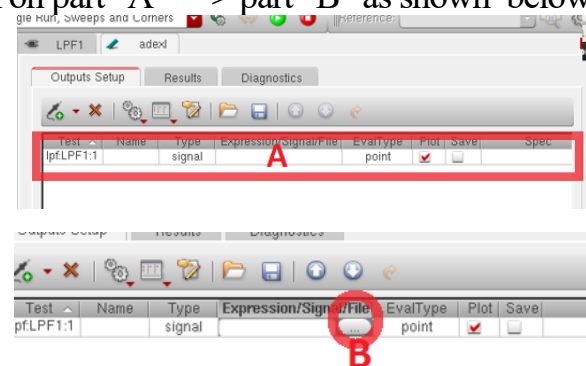 on part "A" > part "B" as shown below
gle Run, Sweeps and Corners Reference:
LPF1 adexl
Outputs Setup Results Diagnostics
Test Name Type Expression/Signal/File EvalType Plot Save Spec
lpf:LPF1:1 signal point
A
Outputs Setup Results Diagnostics
Test Name Type Expression/Signal/File EvalType Plot Save
pf:LPF1:1 signal ... point
B